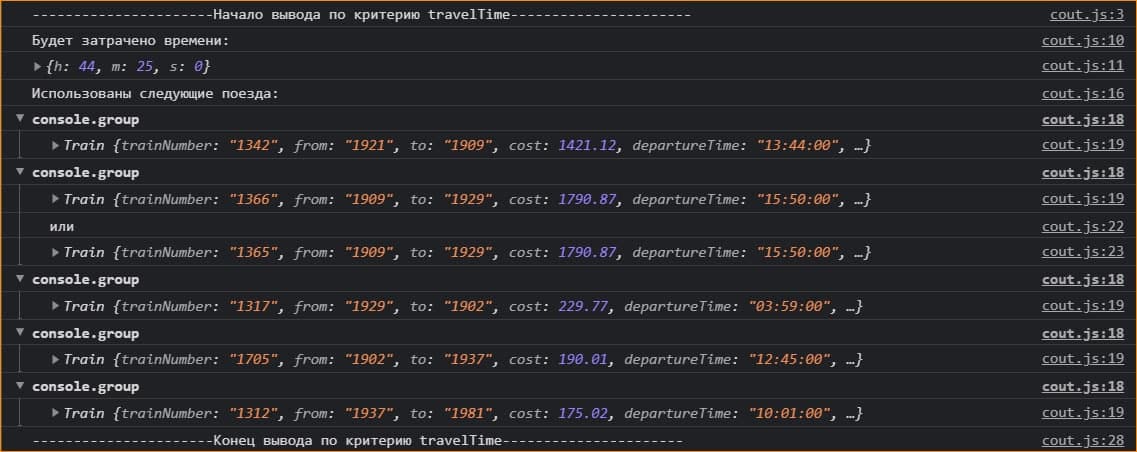 ----------------------Начало вывода по критерию travelTime---------------------- cout.js:3
Будет затрачено времени: cout.js:10
{h: 44, m: 25, s: 0} cout.js:11
Использованы следующие поезда: cout.js:16
console.group cout.js:18
Train {trainNumber: "1342", from: "1921", to: "1909", cost: 1421.12, departureTime: "13:44:00", …} cout.js:19
console.group cout.js:18
Train {trainNumber: "1366", from: "1909", to: "1929", cost: 1790.87, departureTime: "15:50:00", …} cout.js:19
или cout.js:22
Train {trainNumber: "1365", from: "1909", to: "1929", cost: 1790.87, departureTime: "15:50:00", …} cout.js:23
console.group cout.js:18
Train {trainNumber: "1317", from: "1929", to: "1902", cost: 229.77, departureTime: "03:59:00", …} cout.js:19
console.group cout.js:18
Train {trainNumber: "1705", from: "1902", to: "1937", cost: 190.01, departureTime: "12:45:00", …} cout.js:19
console.group cout.js:18
Train {trainNumber: "1312", from: "1937", to: "1981", cost: 175.02, departureTime: "10:01:00", …} cout.js:19
----------------------Конец вывода по критерию travelTime---------------------- cout.js:28